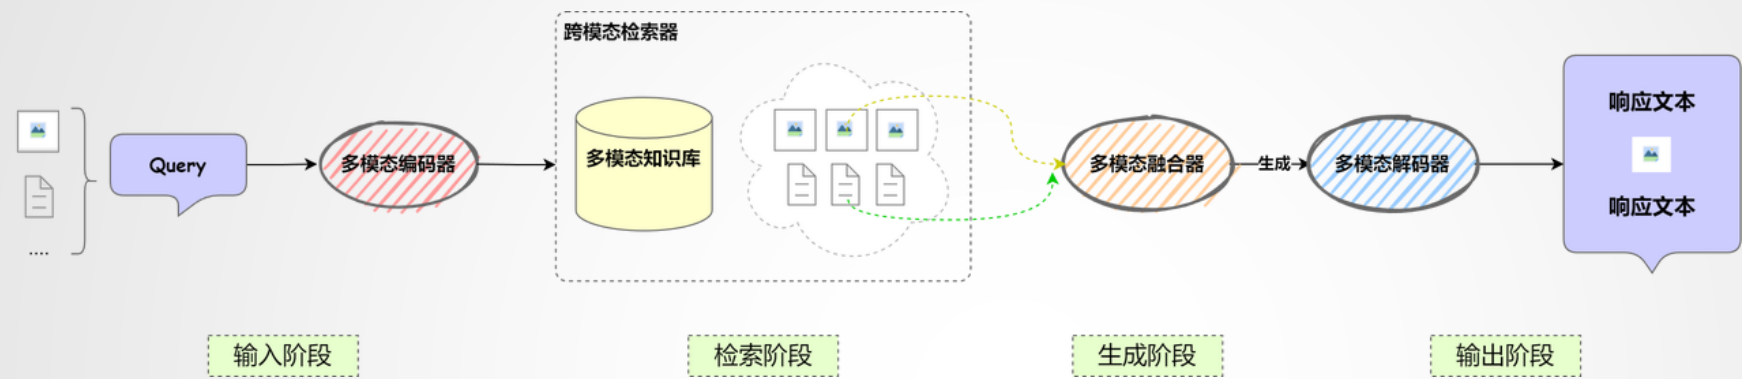 跨模态检索器
Query
....
多模态编码器
多模态知识库
多模态融合器
生成
多模态解码器
响应文本
响应文本
输入阶段
检索阶段
生成阶段
输出阶段